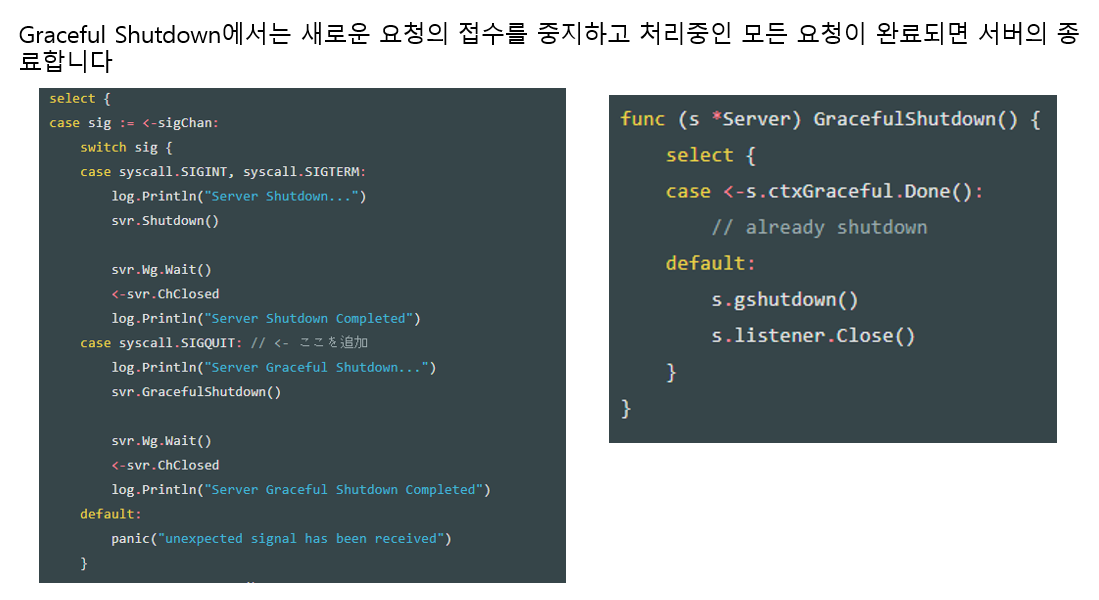 Graceful Shutdown에서는 새로운 요청의 접수를 중지하고 처리중인 모든 요청이 완료되면 서버의 종
료합니다
select {
case sig := <-sigChan:
    switch sig {
    case syscall.SIGINT, syscall.SIGTERM:
        log.Println("Server Shutdown...")
        svr.Shutdown()

        svr.Wg.Wait()
        <-svr.ChClosed
        log.Println("Server Shutdown Completed")
    case syscall.SIGQUIT: // <- ここを追加
        log.Println("Server Graceful Shutdown...")
        svr.GracefulShutdown()

        svr.Wg.Wait()
        <-svr.ChClosed
        log.Println("Server Graceful Shutdown Completed")
    default:
        panic("unexpected signal has been received")
    }
func (s *Server) GracefulShutdown() {
    select {
    case <-s.ctxGraceful.Done():
        // already shutdown
    default:
        s.gshutdown()
        s.listener.Close()
    }
}